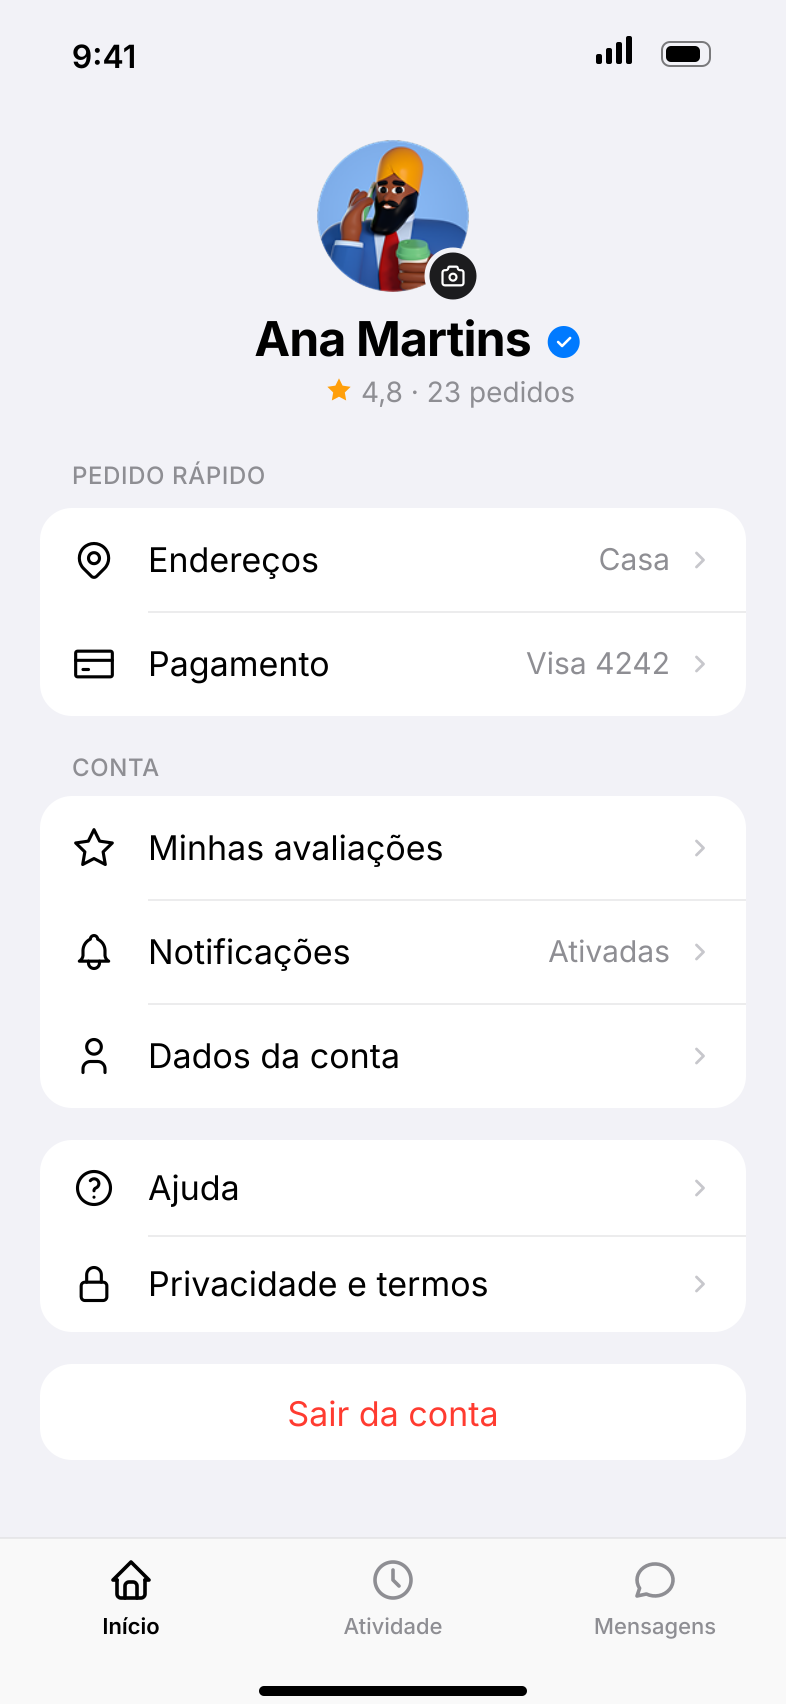 9:41
Ana Martins
4,8 · 23 pedidos
PEDIDO RÁPIDO
Endereços Casa
Pagamento Visa 4242
CONTA
Minhas avaliações
Notificações Ativadas
Dados da conta
Ajuda
Privacidade e termos
Sair da conta
Início Atividade Mensagens